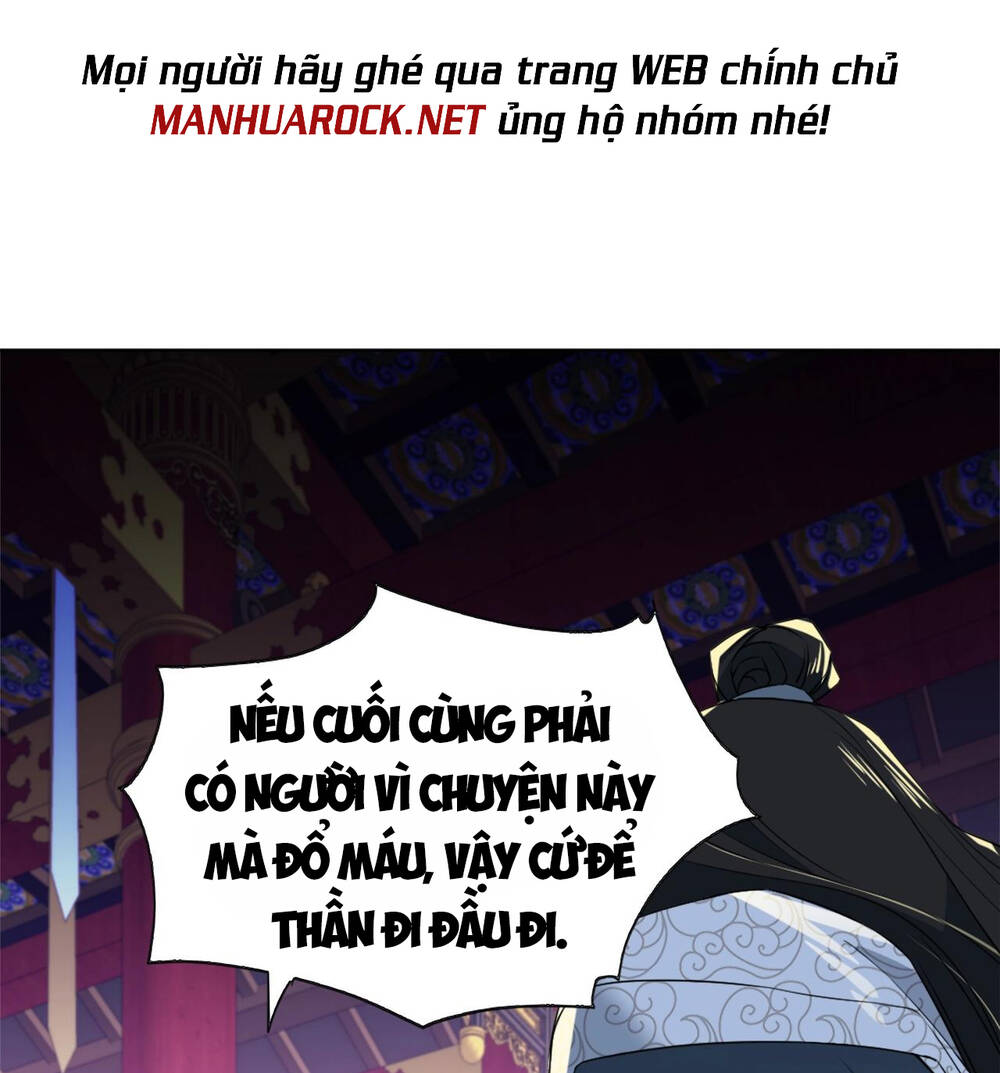 Mọi người hãy ghé qua trang WEB chính chủ
MANHUAROCK.NET ủng hộ nhóm nhé!
NẾU CUỐI CÙNG PHẢI
CÓ NGƯỜI VÌ CHUYỆN NÀY
MÀ ĐỔ MÁU, VẬY CỨ ĐỂ
THẦN ĐI ĐẦU ĐI.